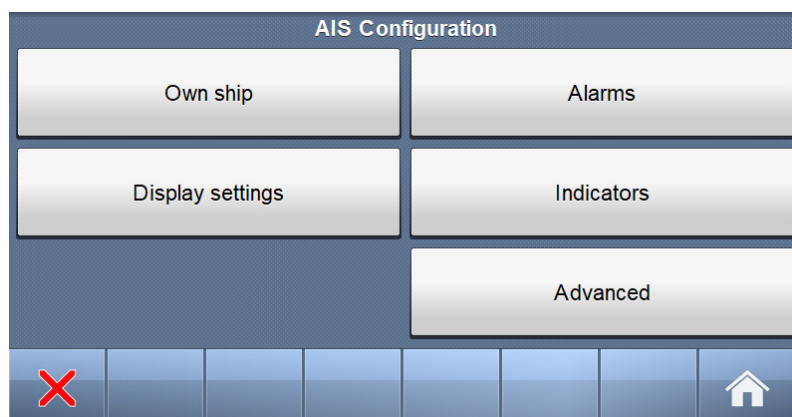 AIS Configuration
Own ship
Alarms
Display settings
Indicators
Advanced